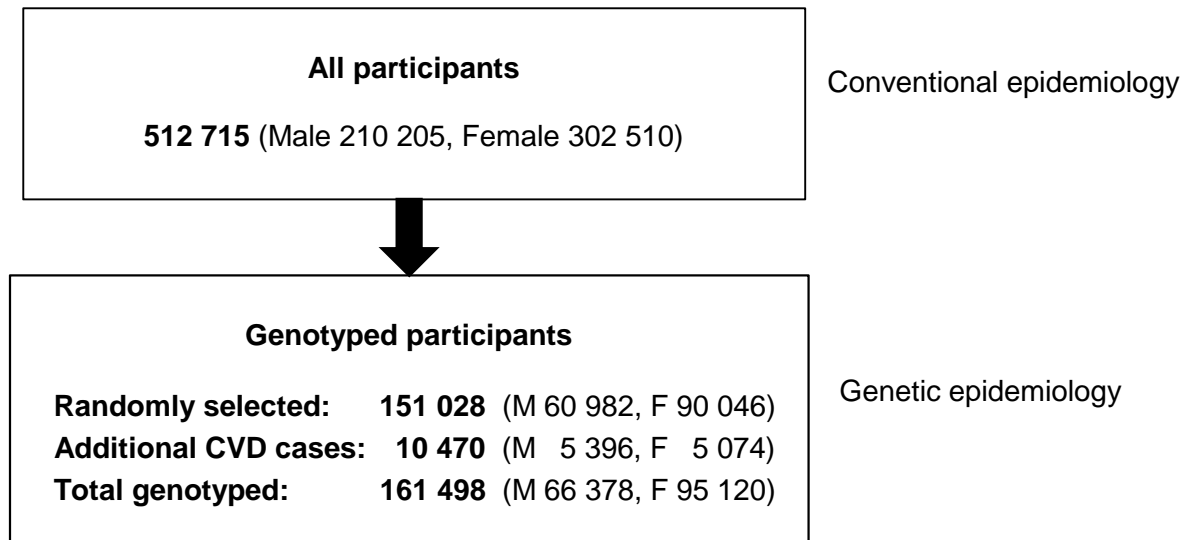 All participants
512 715 (Male 210 205, Female 302 510)
Conventional epidemiology
Genotyped participants
Randomly selected: 151 028 (M 60 982, F 90 046)
Additional CVD cases: 10 470 (M 5 396, F 5 074)
Total genotyped: 161 498 (M 66 378, F 95 120)
Genetic epidemiology